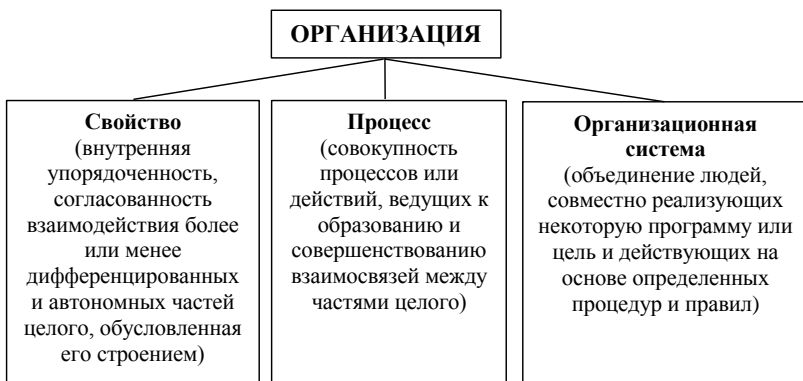 ОРГАНИЗАЦИЯ
Свойство
(внутренняя
упорядоченность,
согласованность
взаимодействия более
или менее
дифференцированных
и автономных частей
целого, обусловленная
его строением)
Процесс
(совокупность
процессов или
действий, ведущих к
образованию и
совершенствованию
взаимосвязей между
частями целого)
Организационная
система
(объединение людей,
совместно реализующих
некоторую программу или
цель и действующих на
основе определенных
процедур и правил)